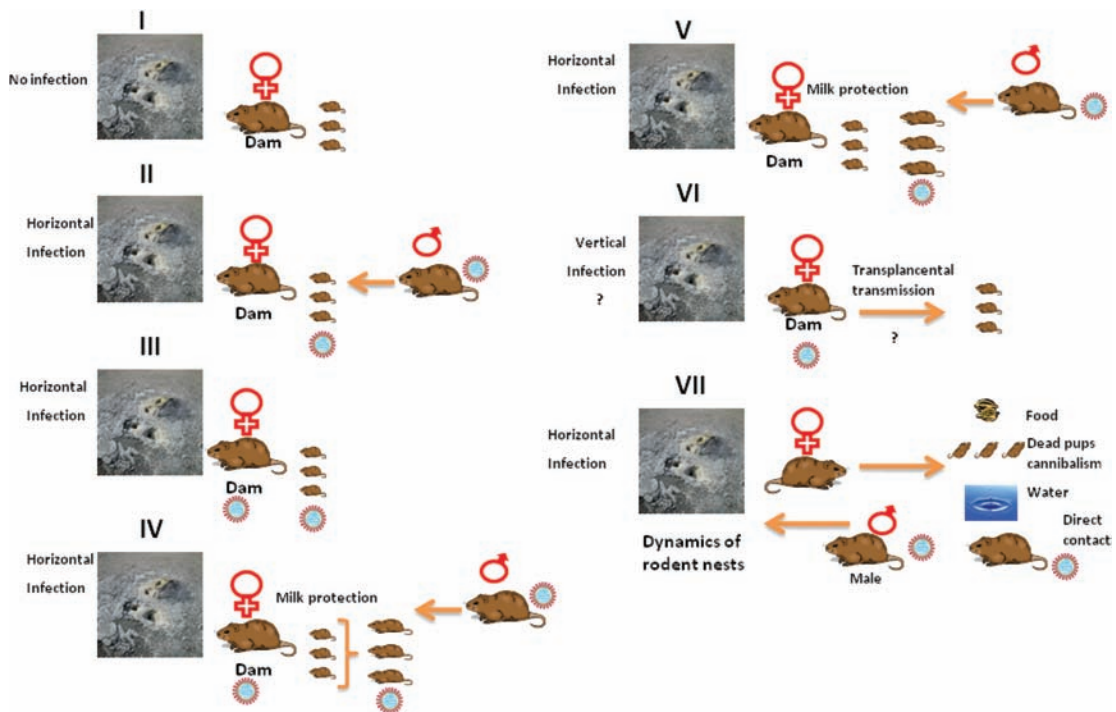 I
No infection
Dam
II
Horizontal
Infection
Dam
III
Horizontal
Infection
Dam
IV
Horizontal
Infection
Milk protection
Dam
V
Horizontal
Infection
Milk protection
Dam
VI
Vertical
Infection
?
Transplancental
transmission
?
Dam
VII
Horizontal
Infection
Food
Dead pups
cannibalism
Water
Direct
contact
Male
Dynamics of
rodent nests